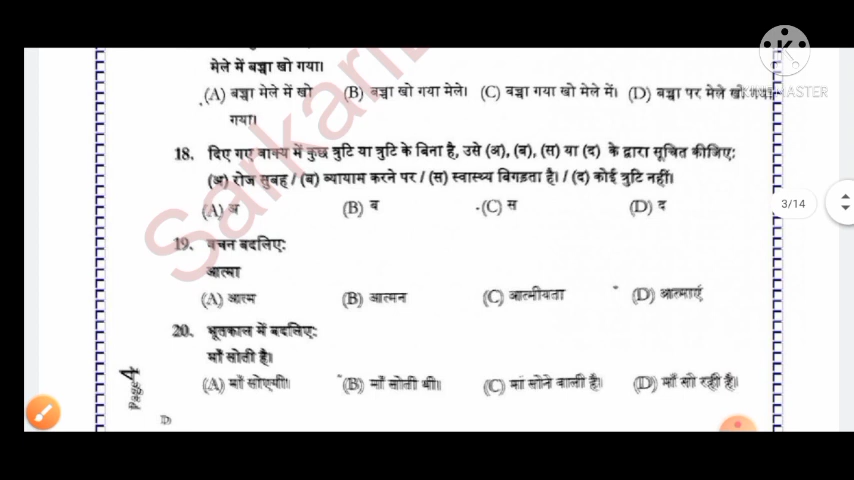 मेले में बच्चा खो गया।
(A) बच्चा मेले में खो गया। (B) बच्चा खो गया मेले। (C) बच्चा गया खो मेले में। (D) बच्चा पर मेले खो गया।
KINEMASTER
18. दिए गए वाक्य में कुछ त्रुटि या त्रुटि के बिना है, उसे (अ), (ब), (स) या (द) के द्वारा सूचित कीजिए:
(अ) रोज सुबह / (ब) व्यायाम करने पर / (स) स्वास्थ्य बिगड़ता है। / (द) कोई त्रुटि नहीं।
(A) अ (B) ब (C) स (D) द
3/14
19. वचन बदलिए:
आत्मा
(A) आत्म (B) आत्मन (C) आत्मीयता (D) आत्माएं
20. भूतकाल में बदलिए:
माँ सोती है।
(A) माँ सोएगी। (B) माँ सोती थी। (C) मां सोने वाली है। (D) माँ सो रही है।
Page 4
D
Sarkari